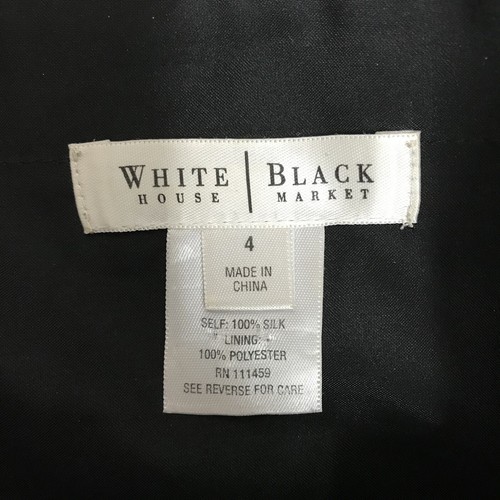 WHITE | BLACK
HOUSE MARKET
4
MADE IN
CHINA
SELF: 100% SILK
LINING:
100% POLYESTER
RN 111459
SEE REVERSE FOR CARE